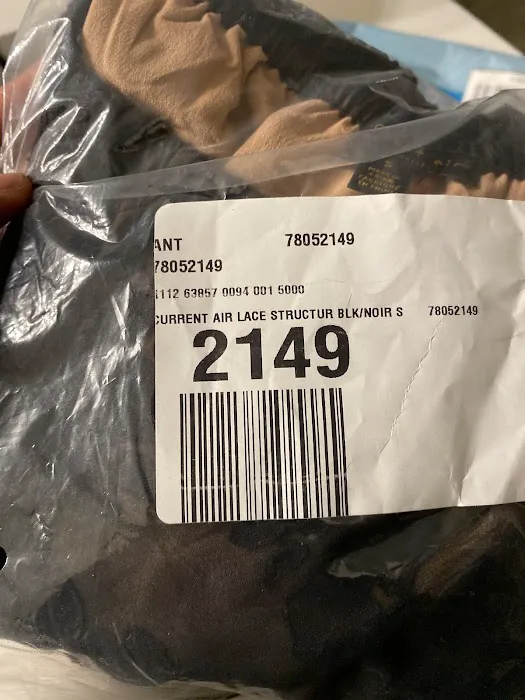 ANT 78052149
78052149
112 63857 0094 001 5000
CURRENT AIR LACE STRUCTUR BLK/NOIR S 78052149
2149